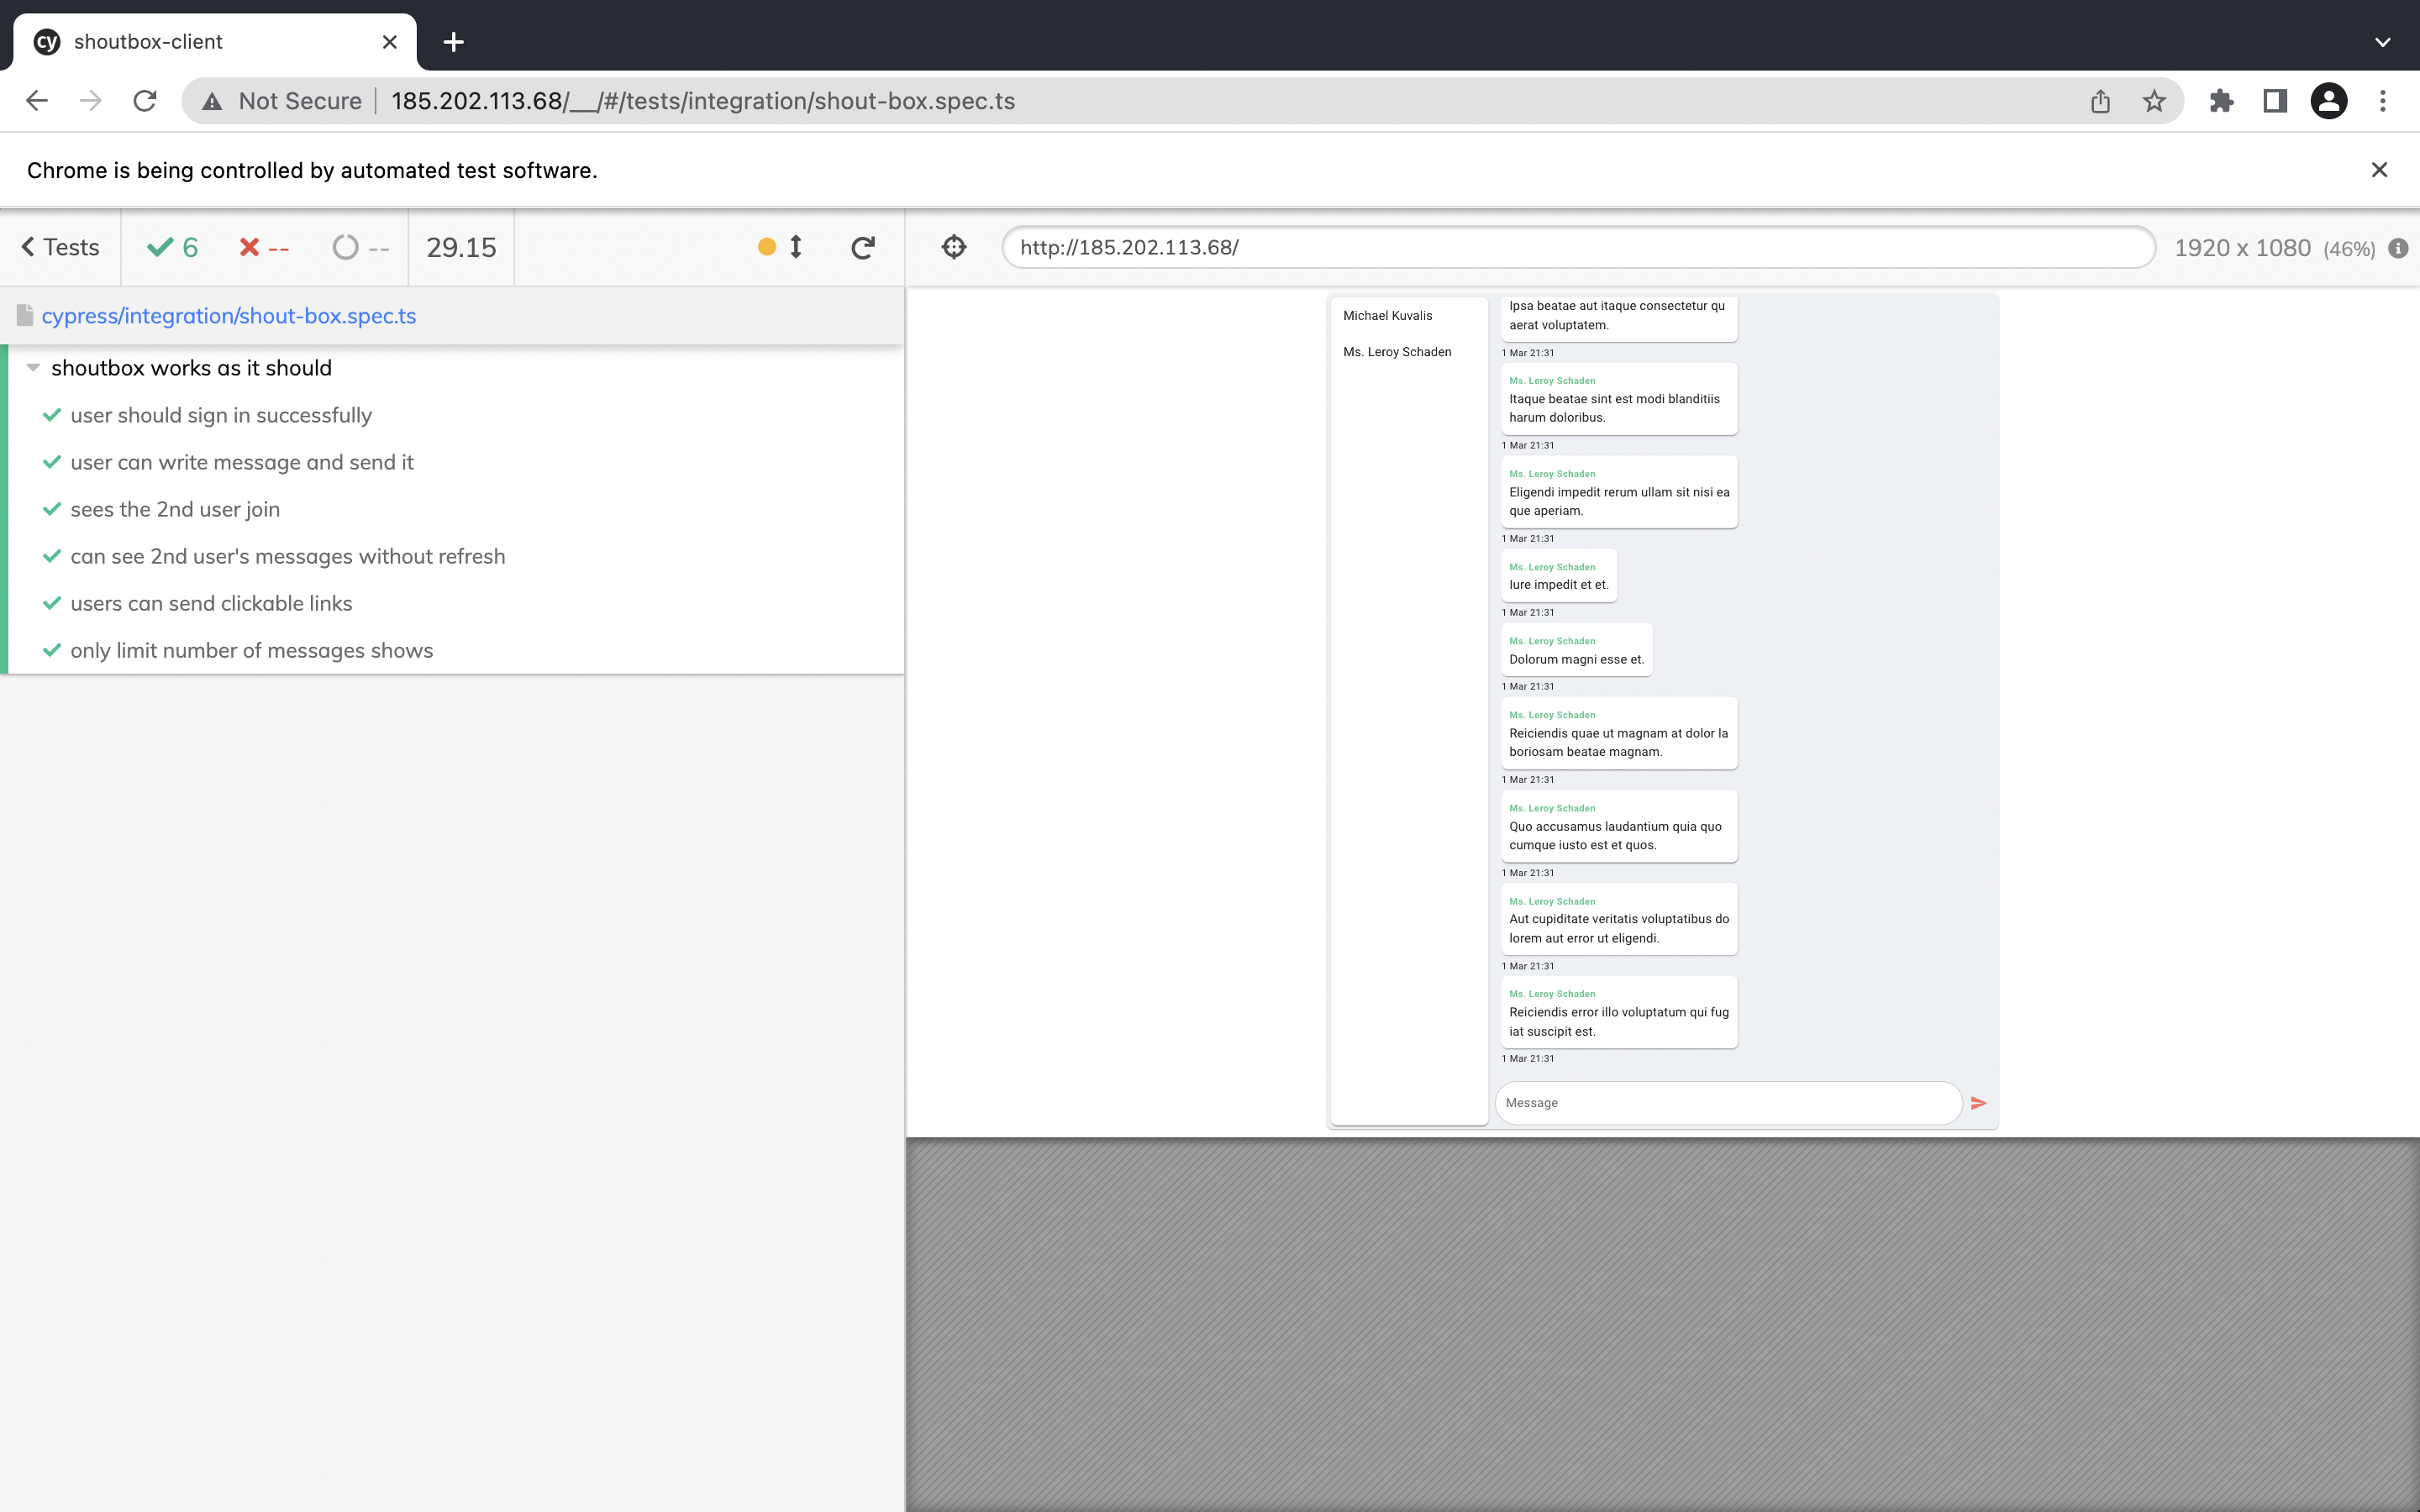 cy shoutbox-client
Not Secure 185.202.113.68/__/#/tests/integration/shout-box.spec.ts
Chrome is being controlled by automated test software.
Tests 6 -- -- 29.15
http://185.202.113.68/ 1920 x 1080 (46%)
cypress/integration/shout-box.spec.ts
shoutbox works as it should
user should sign in successfully
user can write message and send it
sees the 2nd user join
can see 2nd user's messages without refresh
users can send clickable links
only limit number of messages shows
Michael Kuvalis
Ms. Leroy Schaden
Ipsa beatae aut itaque consectetur qu
aerat voluptatem.
1 Mar 21:31
Ms. Leroy Schaden
Itaque beatae sint est modi blanditiis
harum doloribus.
1 Mar 21:31
Ms. Leroy Schaden
Eligendi impedit rerum ullam sit nisi ea
que aperiam.
1 Mar 21:31
Ms. Leroy Schaden
Iure impedit et et.
1 Mar 21:31
Ms. Leroy Schaden
Dolorum magni esse et.
1 Mar 21:31
Ms. Leroy Schaden
Reiciendis quae ut magnam at dolor la
boriosam beatae magnam.
1 Mar 21:31
Ms. Leroy Schaden
Quo accusamus laudantium quia quo
cumque iusto est et quos.
1 Mar 21:31
Ms. Leroy Schaden
Aut cupiditate veritatis voluptatibus do
lorem aut error ut eligendi.
1 Mar 21:31
Ms. Leroy Schaden
Reiciendis error illo voluptatum qui fug
iat suscipit est.
1 Mar 21:31
Message